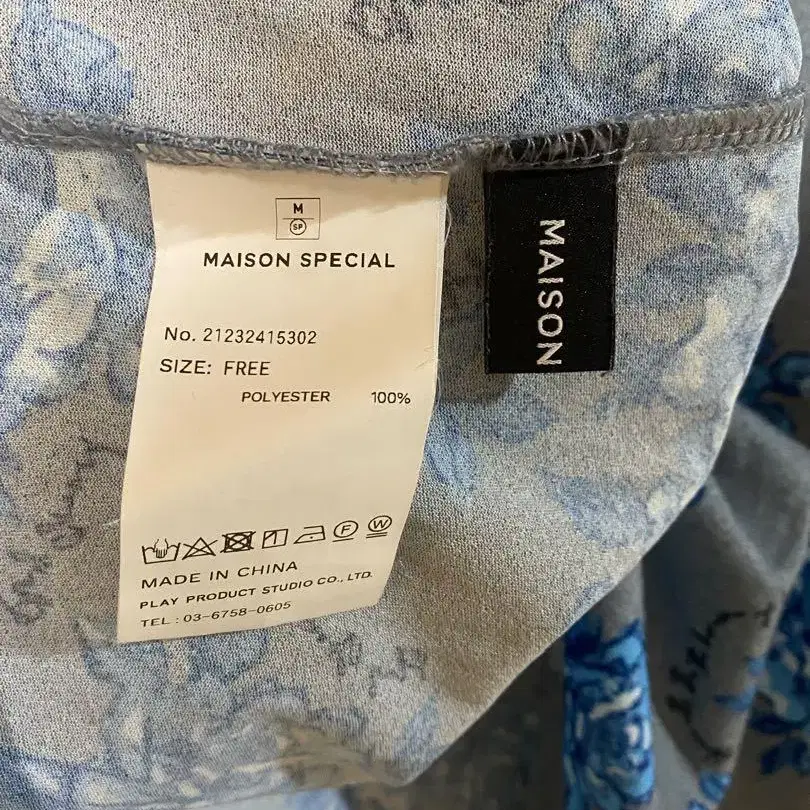 M
SP
MAISON SPECIAL
No. 21232415302
SIZE: FREE
POLYESTER 100%
F W
MADE IN CHINA
PLAY PRODUCT STUDIO CO., LTD.
TEL : 03-6758-0605
MAISON